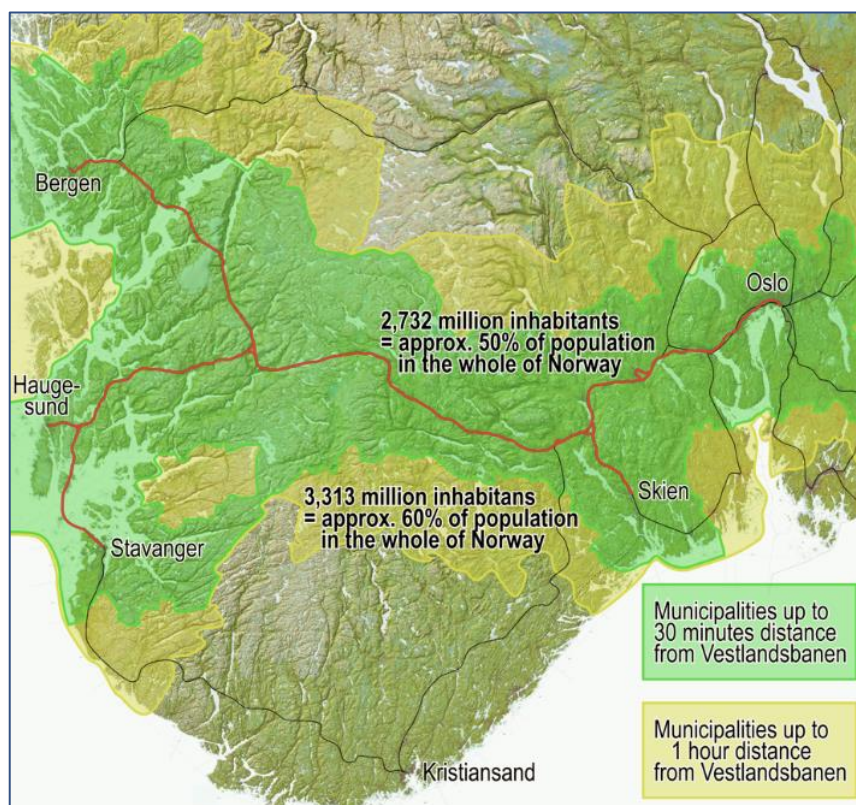 Bergen
Oslo
2,732 million inhabitants
= approx. 50% of population
in the whole of Norway
Hauge-
sund
Skien
3,313 million inhabitans
= approx. 60% of population
in the whole of Norway
Stavanger
Municipalities up to
30 minutes distance
from Vestlandsbanen
Municipalities up to
1 hour distance
from Vestlandsbanen
Kristiansand